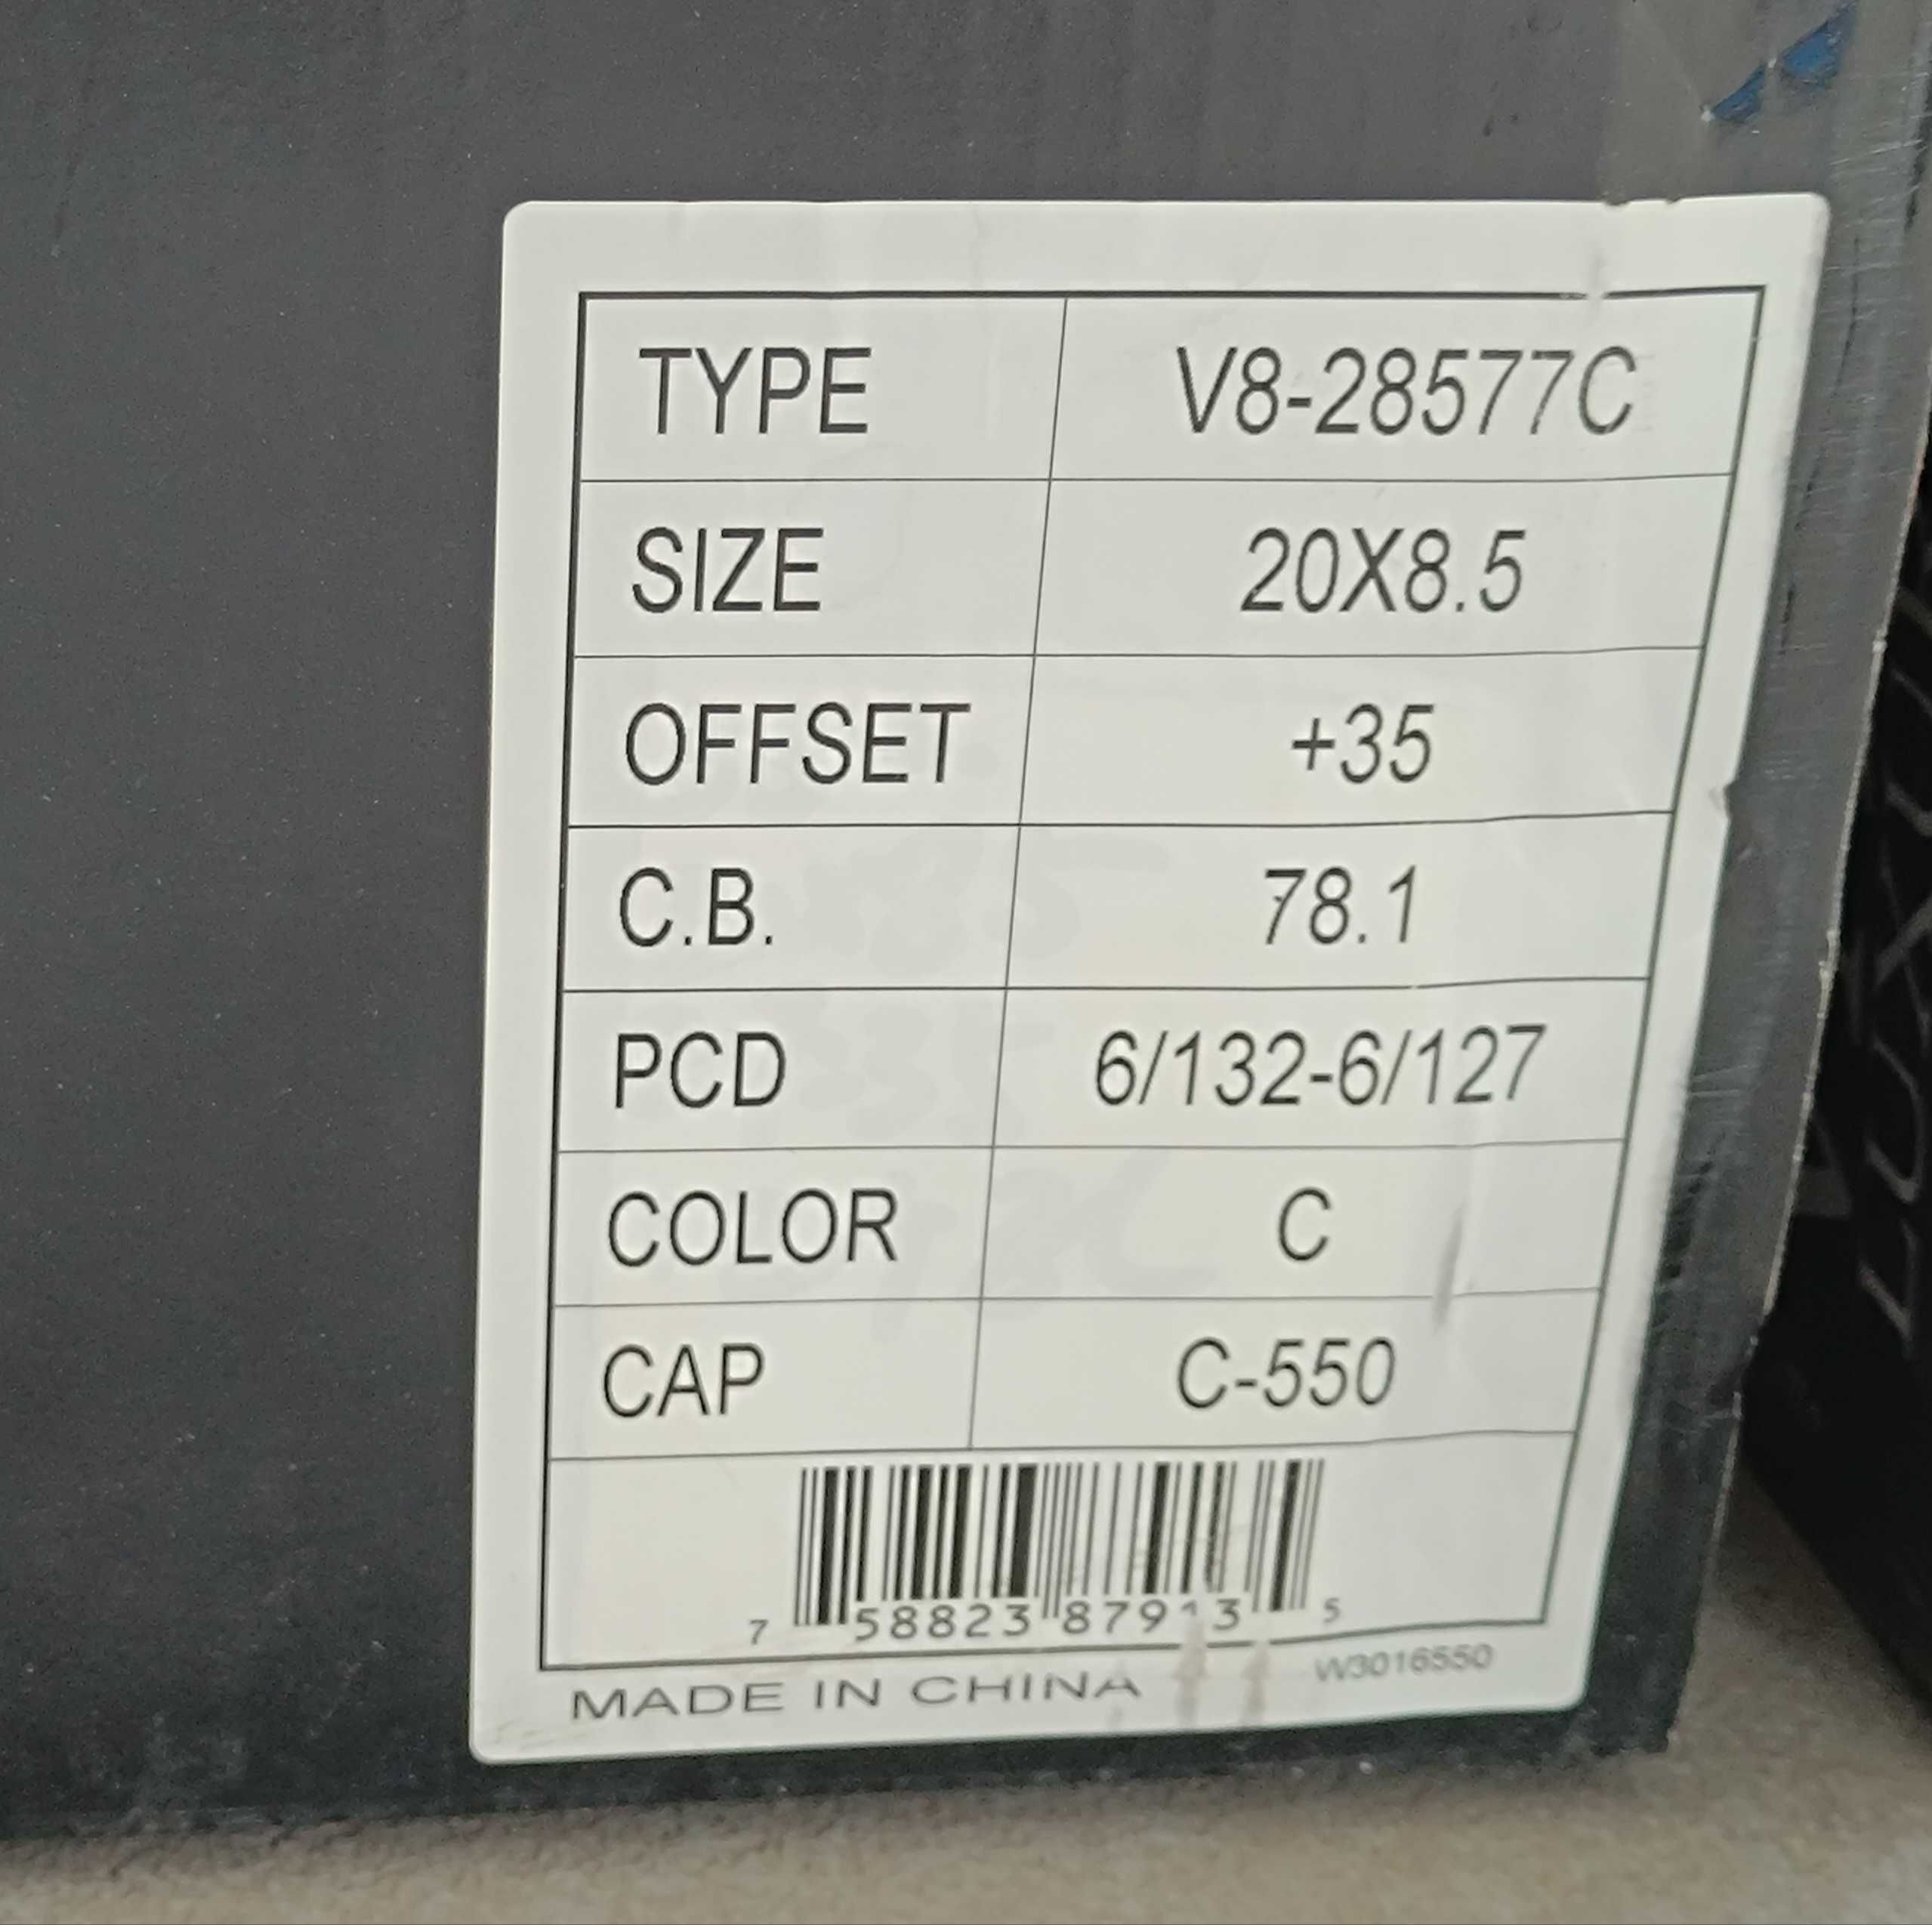 TYPE V8-28577C
SIZE 20X8.5
OFFSET +35
C.B. 78.1
PCD 6/132-6/127
COLOR C
CAP C-550
7 58823 87913 5
MADE IN CHINA W3016550